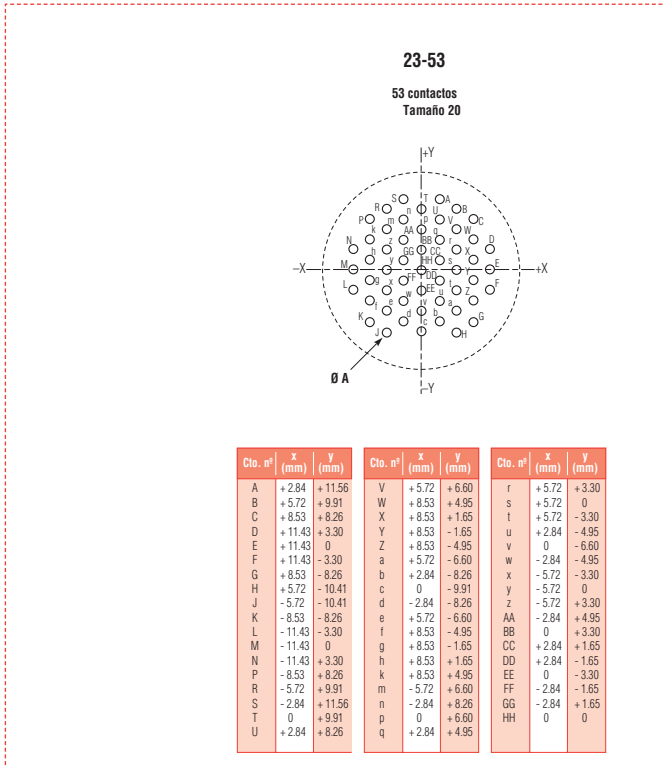 23-53
53 contactos
Tamaño 20
+Y
S T A
R n U B
P m p V C
k AA q W
N z BB r D
h GG CC X
M y HH s E
–X +X
g FF DD Y
L x EE t F
w u Z
f e v a
K d b G
J c H
Ø A
–Y
Cto. nº x (mm) y (mm)
A + 2.84 + 11.56
B + 5.72 + 9.91
C + 8.53 + 8.26
D + 11.43 + 3.30
E + 11.43 0
F + 11.43 - 3.30
G + 8.53 - 8.26
H + 5.72 - 10.41
J - 5.72 - 10.41
K - 8.53 - 8.26
L - 11.43 - 3.30
M - 11.43 0
N - 11.43 + 3.30
P - 8.53 + 8.26
R - 5.72 + 9.91
S - 2.84 + 11.56
T 0 + 9.91
U + 2.84 + 8.26
Cto. nº x (mm) y (mm)
V + 5.72 + 6.60
W + 8.53 + 4.95
X + 8.53 + 1.65
Y + 8.53 - 1.65
Z + 8.53 - 4.95
a + 5.72 - 6.60
b + 2.84 - 8.26
c 0 - 9.91
d - 2.84 - 8.26
e + 5.72 - 6.60
f + 8.53 - 4.95
g + 8.53 - 1.65
h + 8.53 + 1.65
k + 8.53 + 4.95
m - 5.72 + 6.60
n - 2.84 + 8.26
p 0 + 6.60
q + 2.84 + 4.95
Cto. nº x (mm) y (mm)
r + 5.72 + 3.30
s + 5.72 0
t + 5.72 - 3.30
u + 2.84 - 4.95
v 0 - 6.60
w - 2.84 - 4.95
x - 5.72 - 3.30
y - 5.72 0
z - 5.72 + 3.30
AA - 2.84 + 4.95
BB 0 + 3.30
CC + 2.84 + 1.65
DD + 2.84 - 1.65
EE 0 - 3.30
FF - 2.84 - 1.65
GG - 2.84 + 1.65
HH 0 0